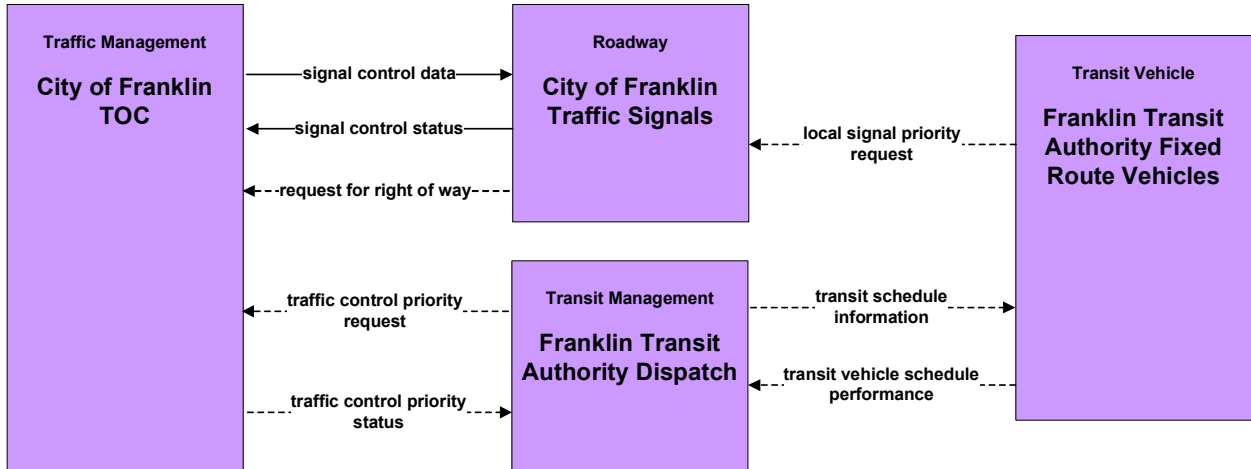 Traffic Management
City of Franklin
TOC
signal control data
signal control status
request for right of way
traffic control priority
request
traffic control priority
status
Roadway
City of Franklin
Traffic Signals
Transit Management
Franklin Transit
Authority Dispatch
local signal priority
request
transit schedule
information
transit vehicle schedule
performance
Transit Vehicle
Franklin Transit
Authority Fixed
Route Vehicles